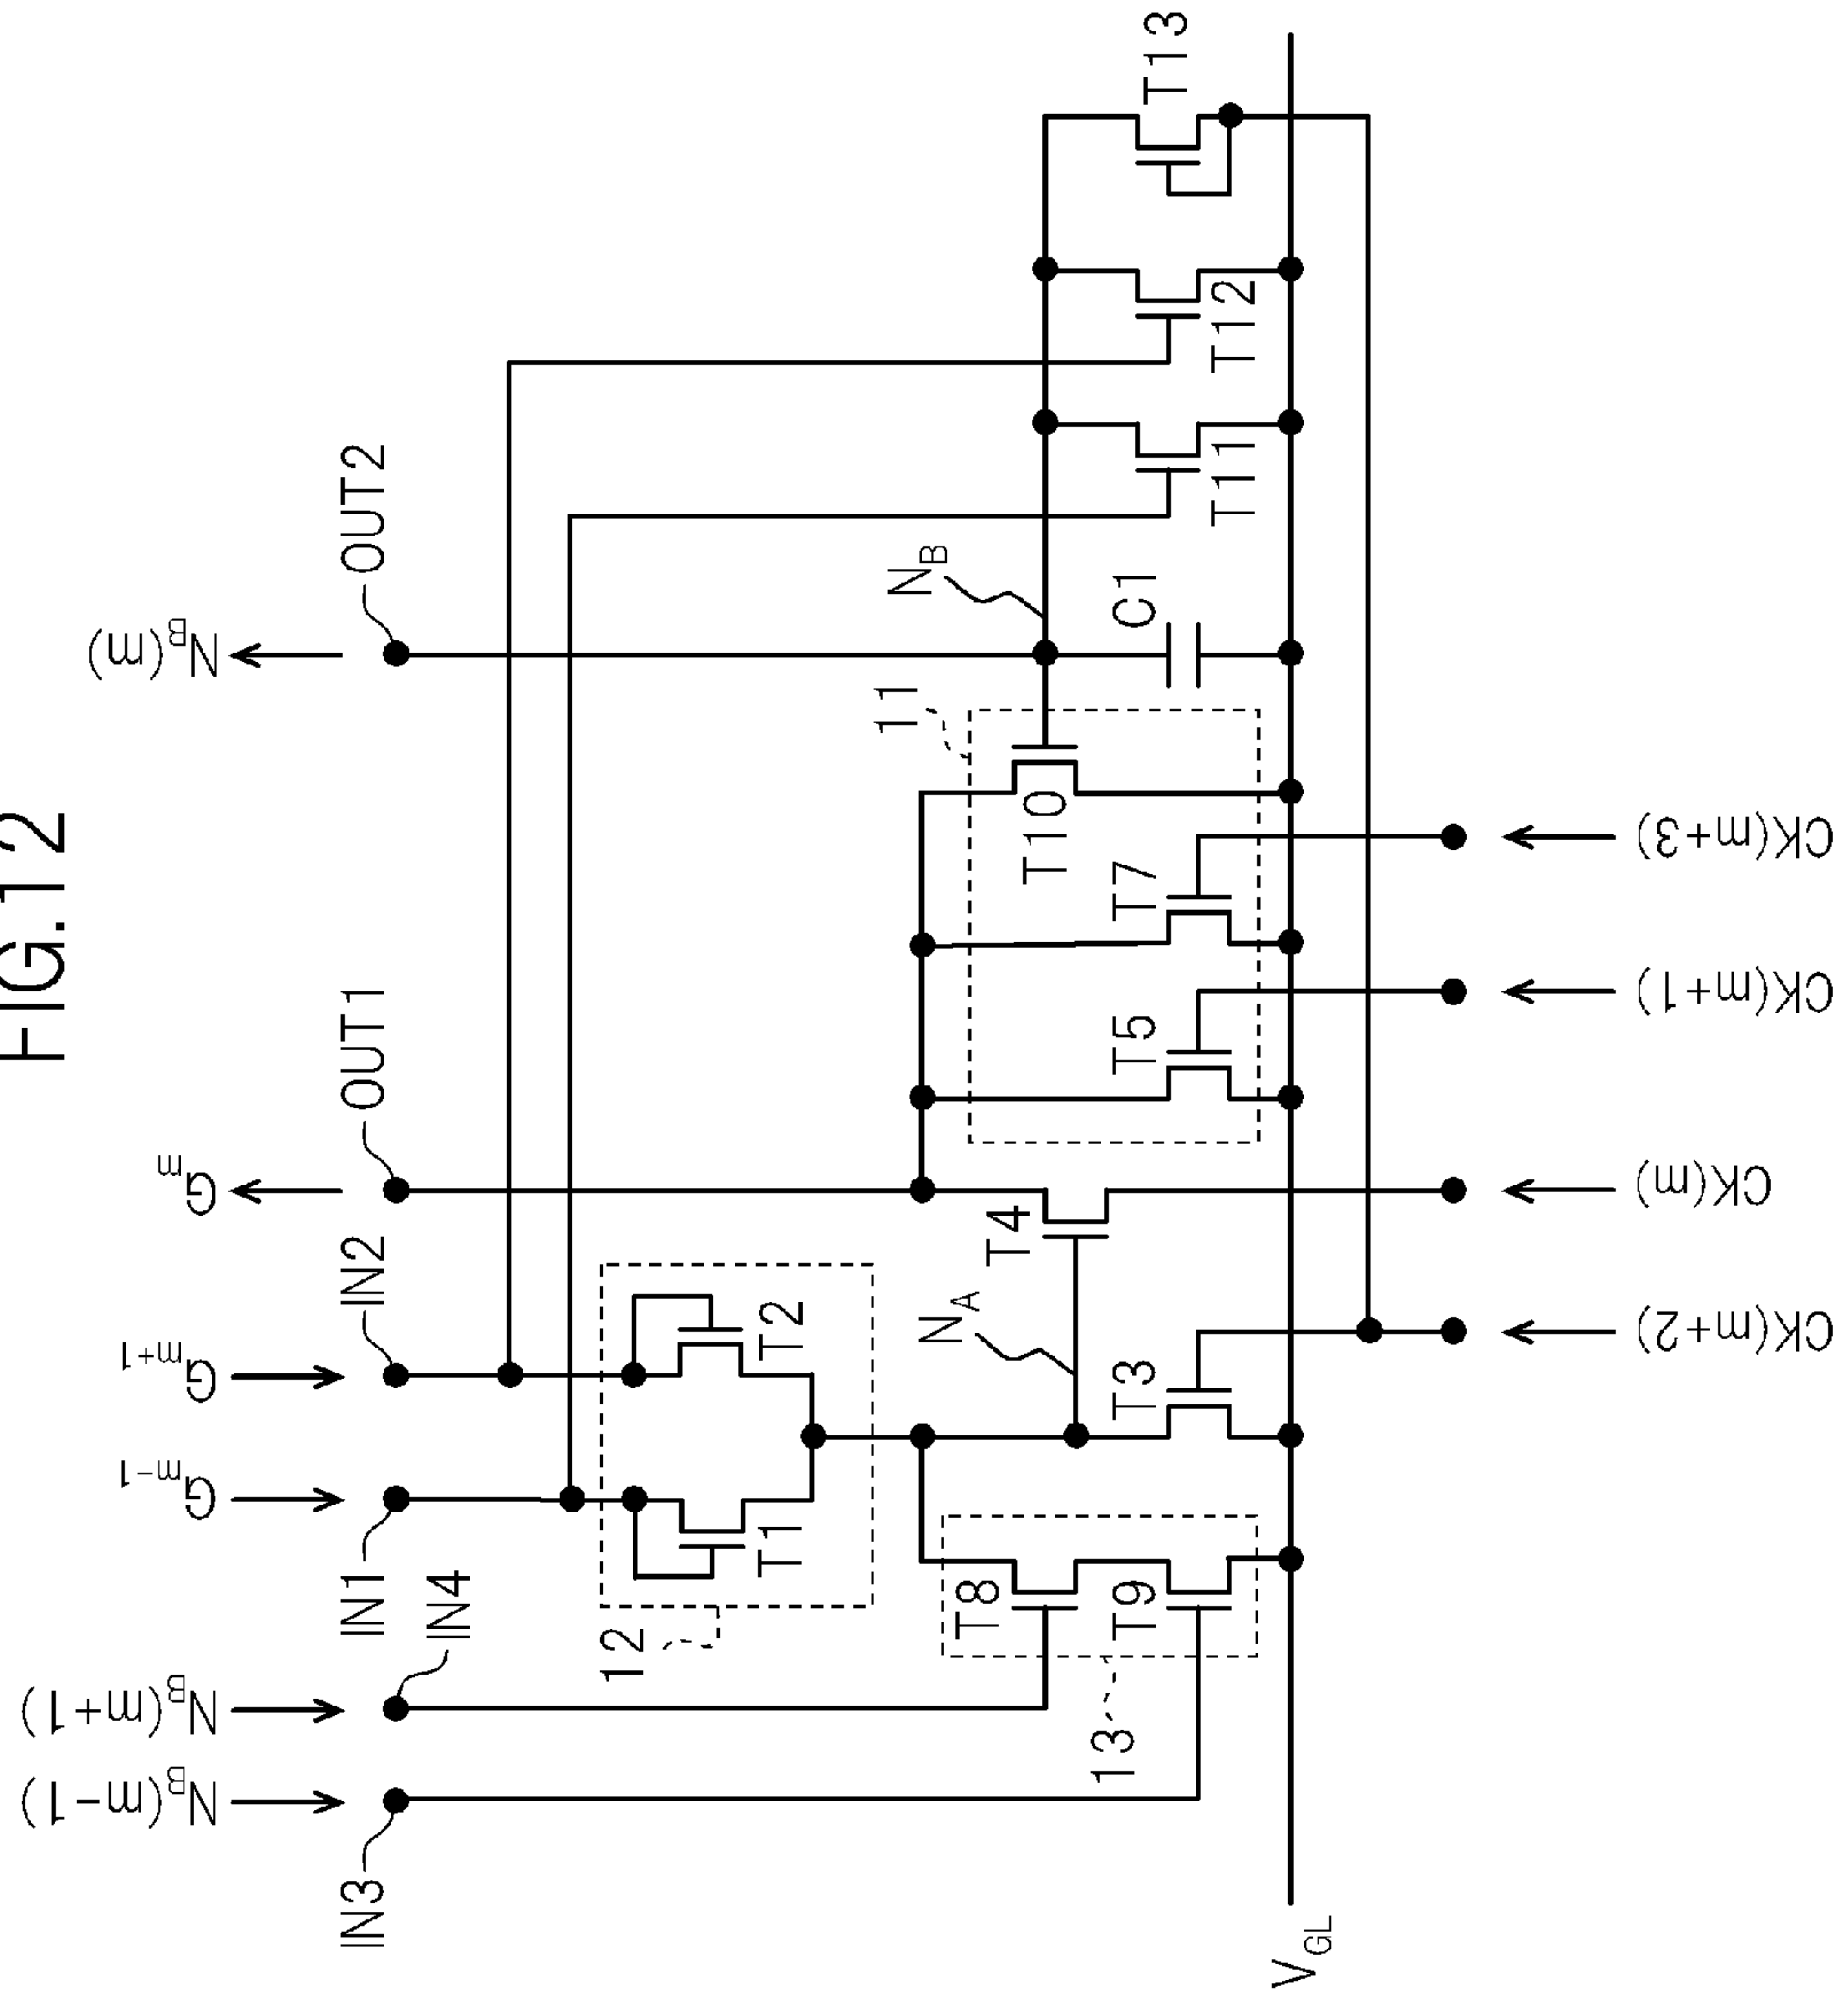 FIG.12
N_B(m-1)
N_B(m+1)
G_m-1
G_m+1
G_m
N_B(m)
IN3
IN1
IN4
IN2
OUT1
OUT2
12
T1
T2
N_A
T4
11
N_B
T8
13
T9
T3
T5
T7
T10
C1
T11
T12
T13
V_GL
CK(m+2)
CK(m)
CK(m+1)
CK(m+3)